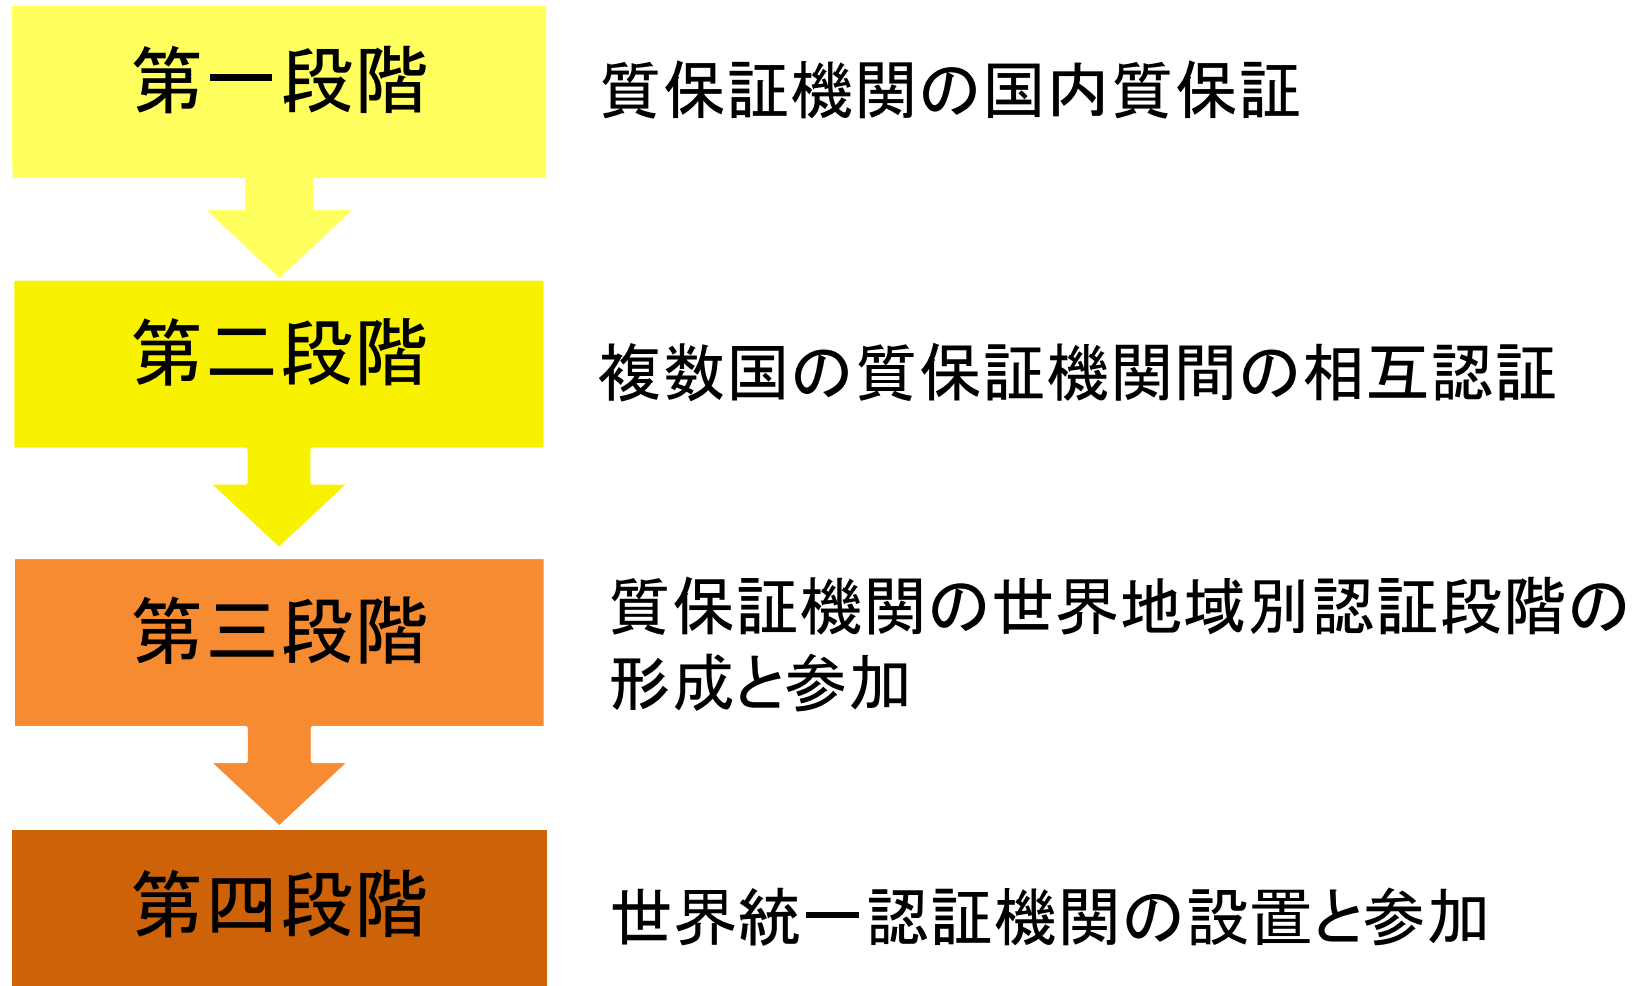 第一段階
質保証機関の国内質保証
第二段階
複数国の質保証機関間の相互認証
第三段階
質保証機関の世界地域別認証段階の
形成と参加
第四段階
世界統一認証機関の設置と参加